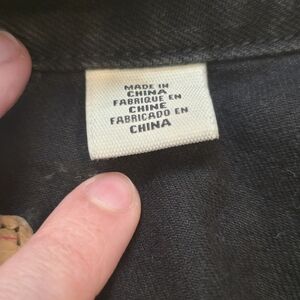 MADE IN
CHINA
FABRIQUE EN
CHINE
FABRICADO EN
CHINA